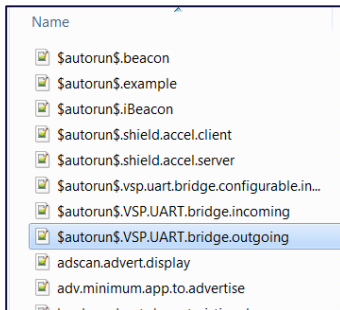 Name
$autorun$.beacon
$autorun$.example
$autorun$.iBeacon
$autorun$.shield.accel.client
$autorun$.shield.accel.server
$autorun$.vsp.uart.bridge.configurable.in...
$autorun$.VSP.UART.bridge.incoming
$autorun$.VSP.UART.bridge.outgoing
adscan.advert.display
adv.minimum.app.to.advertise